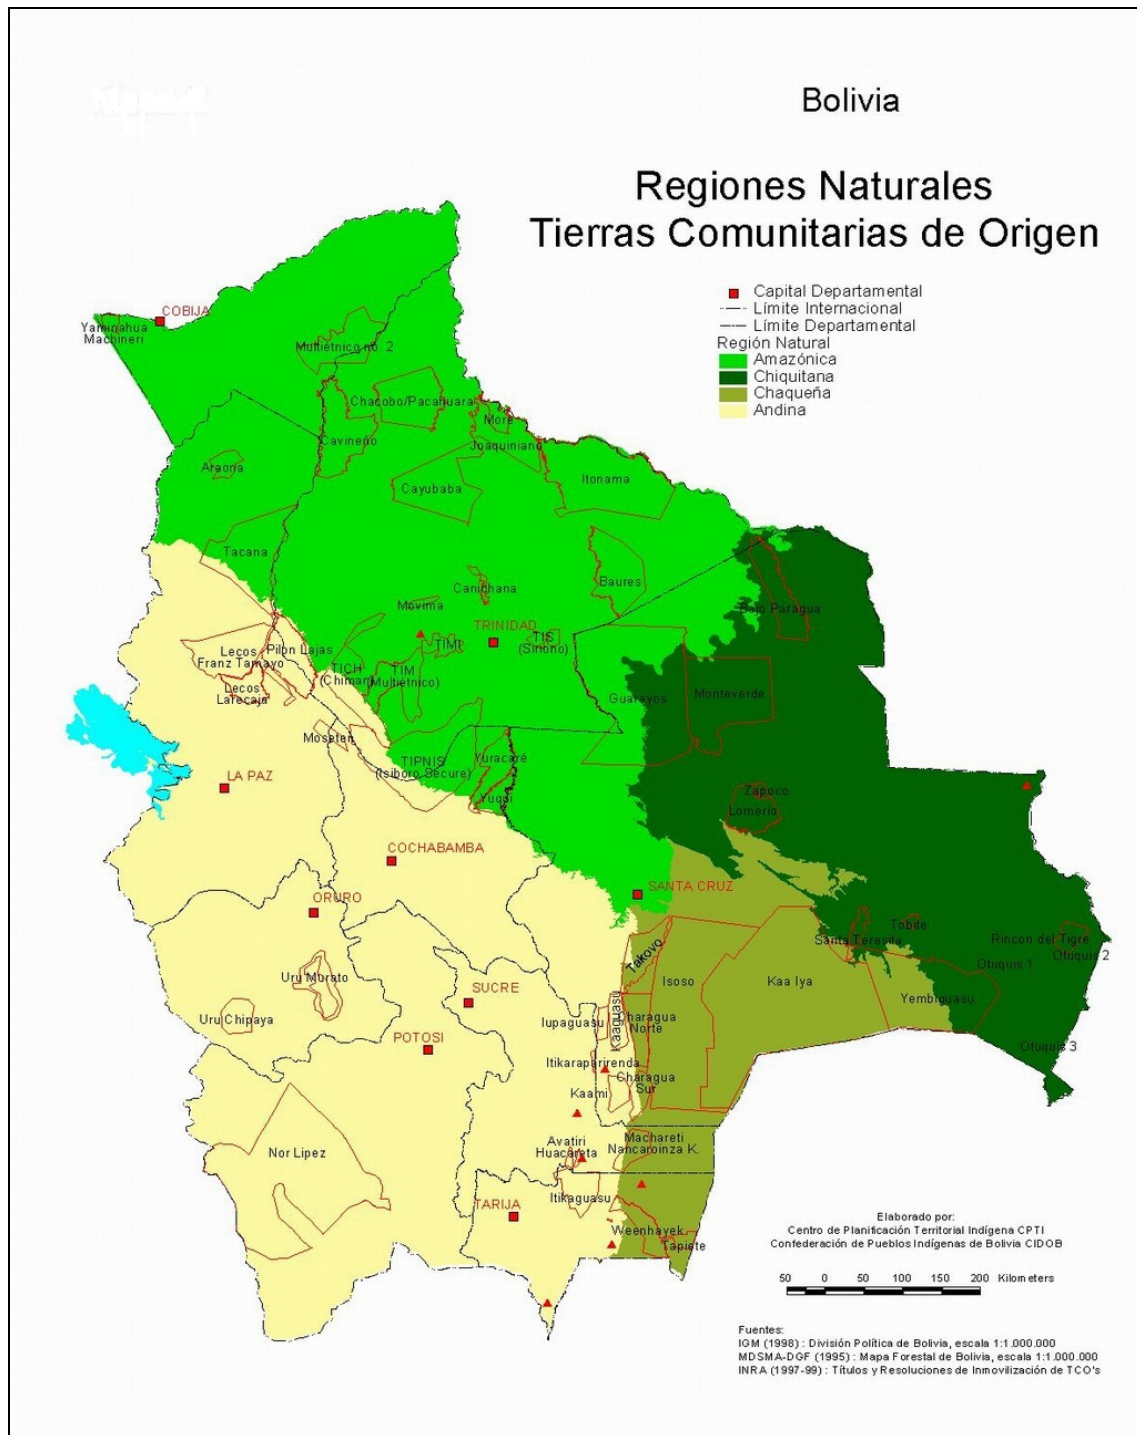 Bolivia
Regiones Naturales
Tierras Comunitarias de Origen
Capital Departamental
Límite Internacional
Límite Departamental
Región Natural
Amazónica
Chiquitana
Chaqueña
Andina
COBIJA
Yaminahua
Machineri
Multiétnico no. 2
Chacobo/Pacahuara
More
Cavineño
Joaquiniano
Araona
Cayubaba
Itonama
Tacana
Canichana
Baures
Movima
Bajo Paragua
TRINIDAD
TIMI
TIS
(Siriono)
Lecos
Franz Tamayo
Pilon Lajas
TICH
(Chiman)
TIM
(Multiétnico)
Guarayos
Monteverde
Lecos
Larecaja
Moseten
TIPNIS
(Isiboro Sécure)
Yuracaré
Yuqui
LA PAZ
Zapoco
Lomerio
COCHABAMBA
SANTA CRUZ
ORURO
Santa Teresita
Tobite
Rincon del Tigre
Otuquis 2
Otuquis 1
Takovo
Uru Murato
Isoso
Kaa Iya
Yembiguasu
SUCRE
Uru Chipaya
Iupaguasu
Kaaguasu
Charagua
Norte
POTOSI
Otuquis 3
Itikaraparirenda
Charagua
Sur
Kaami
Avatiri
Huacareta
Machareti
Nancaroinza K.
Nor Lipez
Itikaguasu
TARIJA
Weenhayek
Tapiete
Elaborado por:
Centro de Planificación Territorial Indígena CPTI
Confederación de Pueblos Indígenas de Bolivia CIDOB
50 0 50 100 150 200 Kilometers
Fuentes:
IGM (1998) : División Política de Bolivia, escala 1:1.000.000
MDSMA-DGF (1995) : Mapa Forestal de Bolivia, escala 1:1.000.000
INRA (1997-99) : Títulos y Resoluciones de Inmovilización de TCO's